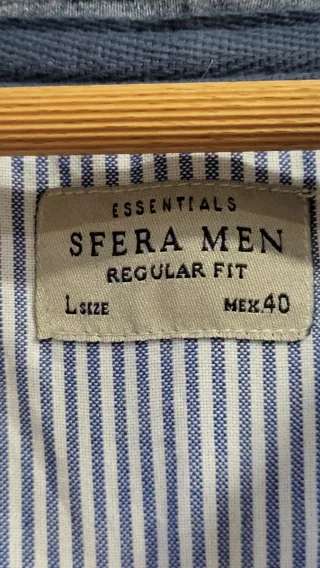 ESSENTIALS
SFERA MEN
REGULAR FIT
L SIZE MEX.40